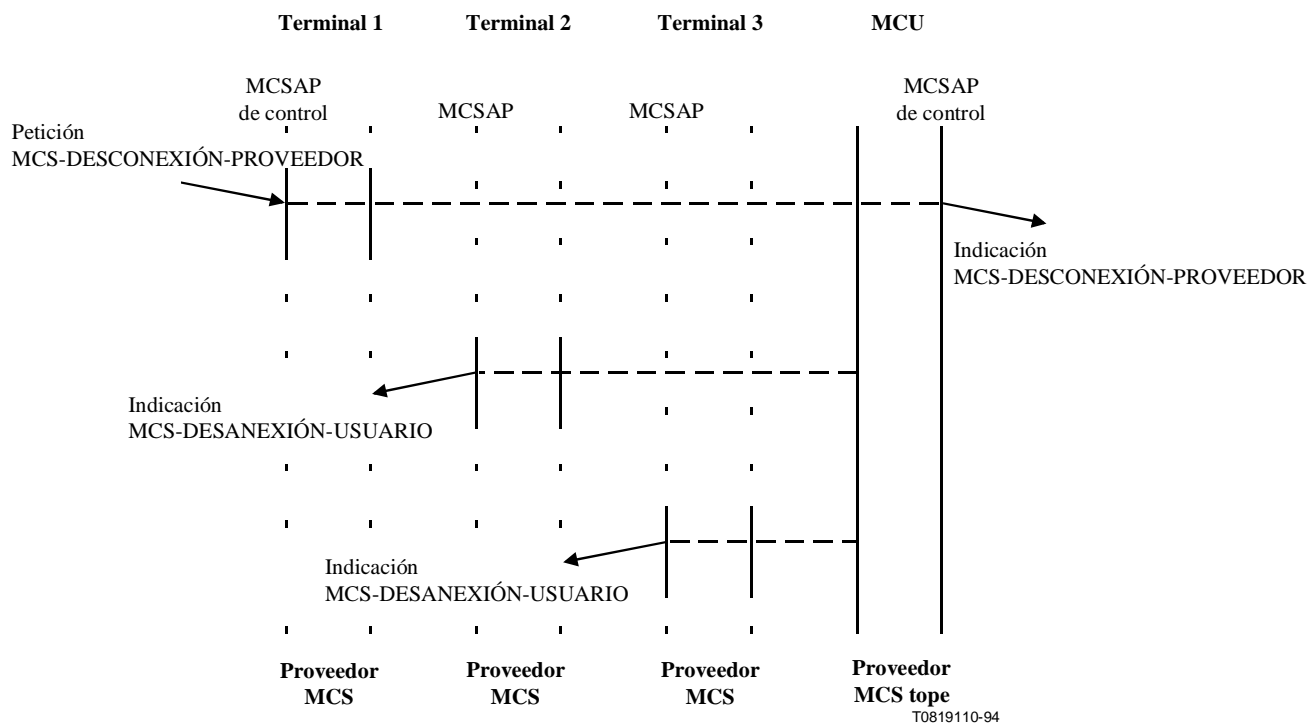 Terminal 1
Terminal 2
Terminal 3
MCU
MCSAP
de control
MCSAP
MCSAP
MCSAP
de control
Petición
MCS-DESCONEXIÓN-PROVEEDOR
Indicación
MCS-DESCONEXIÓN-PROVEEDOR
Indicación
MCS-DESANEXIÓN-USUARIO
Indicación
MCS-DESANEXIÓN-USUARIO
Proveedor
MCS
Proveedor
MCS
Proveedor
MCS
Proveedor
MCS tope
T0819110-94